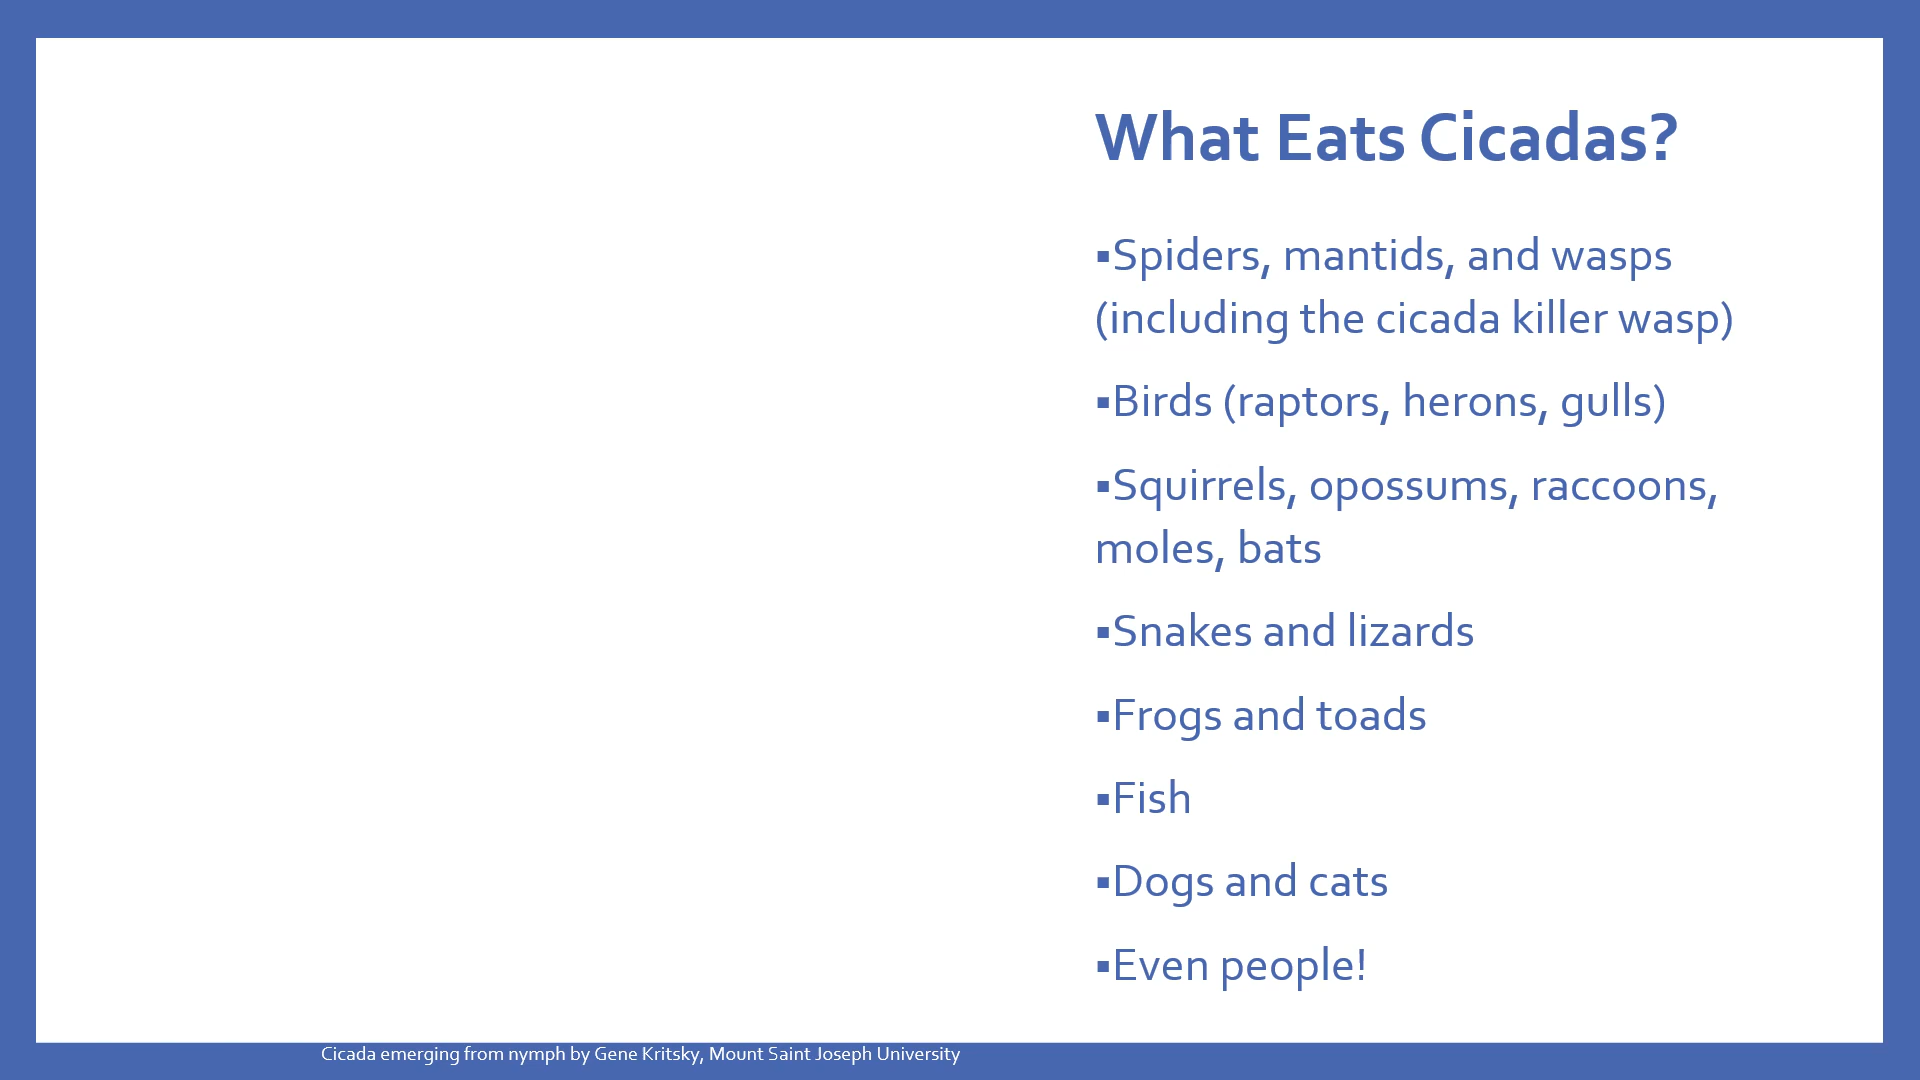 What Eats Cicadas?
▪Spiders, mantids, and wasps
(including the cicada killer wasp)
▪Birds (raptors, herons, gulls)
▪Squirrels, opossums, raccoons,
moles, bats
▪Snakes and lizards
▪Frogs and toads
▪Fish
▪Dogs and cats
▪Even people!
Cicada emerging from nymph by Gene Kritsky, Mount Saint Joseph University